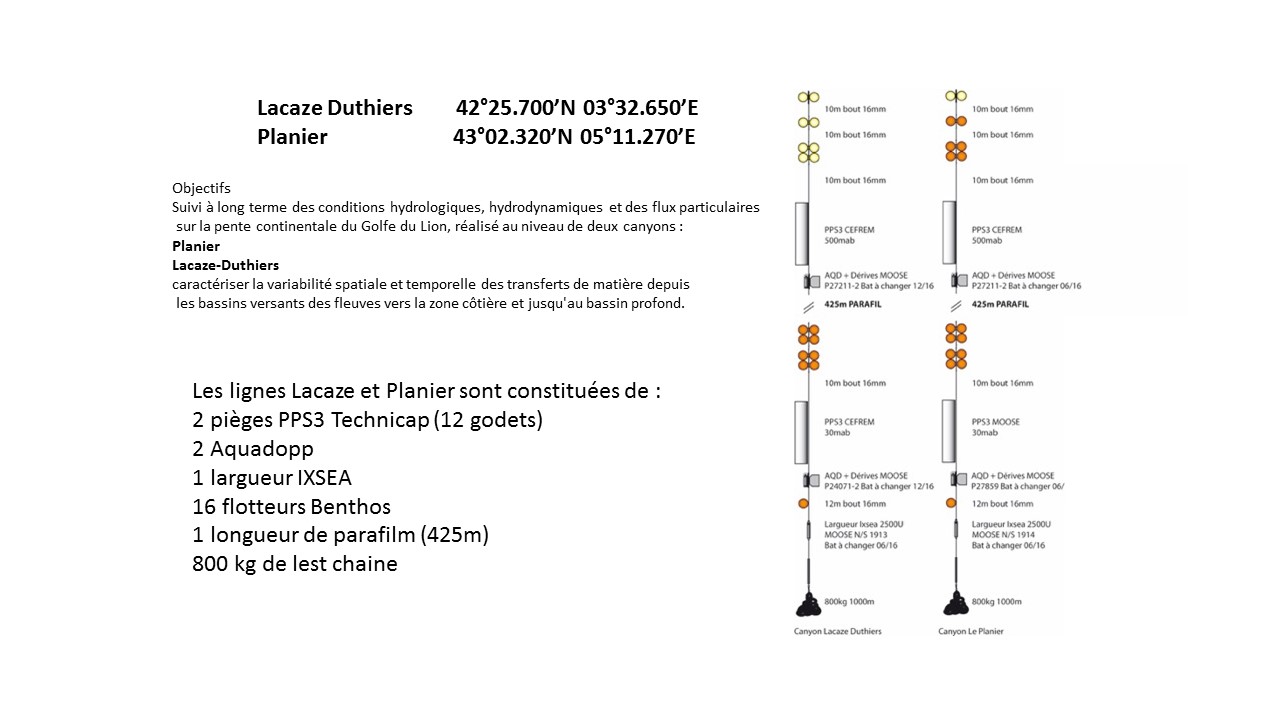 Lacaze Duthiers 42°25.700’N 03°32.650’E
Planier 43°02.320’N 05°11.270’E
Objectifs
Suivi à long terme des conditions hydrologiques, hydrodynamiques et des flux particulaires
sur la pente continentale du Golfe du Lion, réalisé au niveau de deux canyons :
Planier
Lacaze-Duthiers
caractériser la variabilité spatiale et temporelle des transferts de matière depuis
les bassins versants des fleuves vers la zone côtière et jusqu'au bassin profond.
Les lignes Lacaze et Planier sont constituées de :
2 pièges PPS3 Technicap (12 godets)
2 Aquadopp
1 largueur IXSEA
16 flotteurs Benthos
1 longueur de parafilm (425m)
800 kg de lest chaine
10m bout 16mm
10m bout 16mm
10m bout 16mm
PPS3 CEFREM
500mab
AQD + Dérives MOOSE
P27211-2 Bat à changer 12/16
425m PARAFIL
10m bout 16mm
PPS3 CEFREM
30mab
AQD + Dérives MOOSE
P24071-2 Bat à changer 12/16
12m bout 16mm
Largueur Ixsea 2500U
MOOSE N/S 1913
Bat à changer 06/16
800kg 1000m
Canyon Lacaze Duthiers
10m bout 16mm
10m bout 16mm
10m bout 16mm
PPS3 CEFREM
500mab
AQD + Dérives MOOSE
P27211-2 Bat à changer 06/16
425m PARAFIL
10m bout 16mm
PPS3 MOOSE
30mab
AQD + Dérives MOOSE
P27859 Bat à changer 06/
12m bout 16mm
Largueur Ixsea 2500U
MOOSE N/S 1914
Bat à changer 06/16
800kg 1000m
Canyon Le Planier